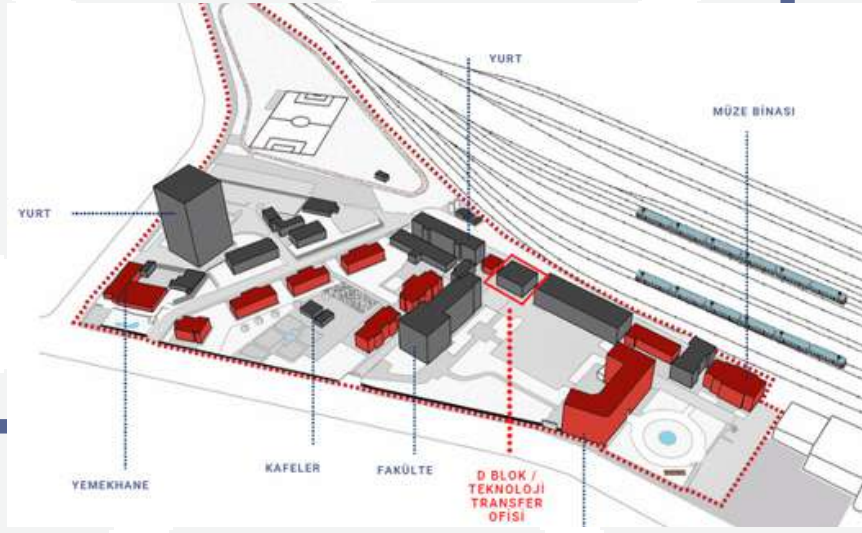 YURT
MÜZE BİNASI
YURT
YEMEKHANE
KAFELER
FAKÜLTE
D BLOK /
TEKNOLOJİ
TRANSFER
OFİSİ